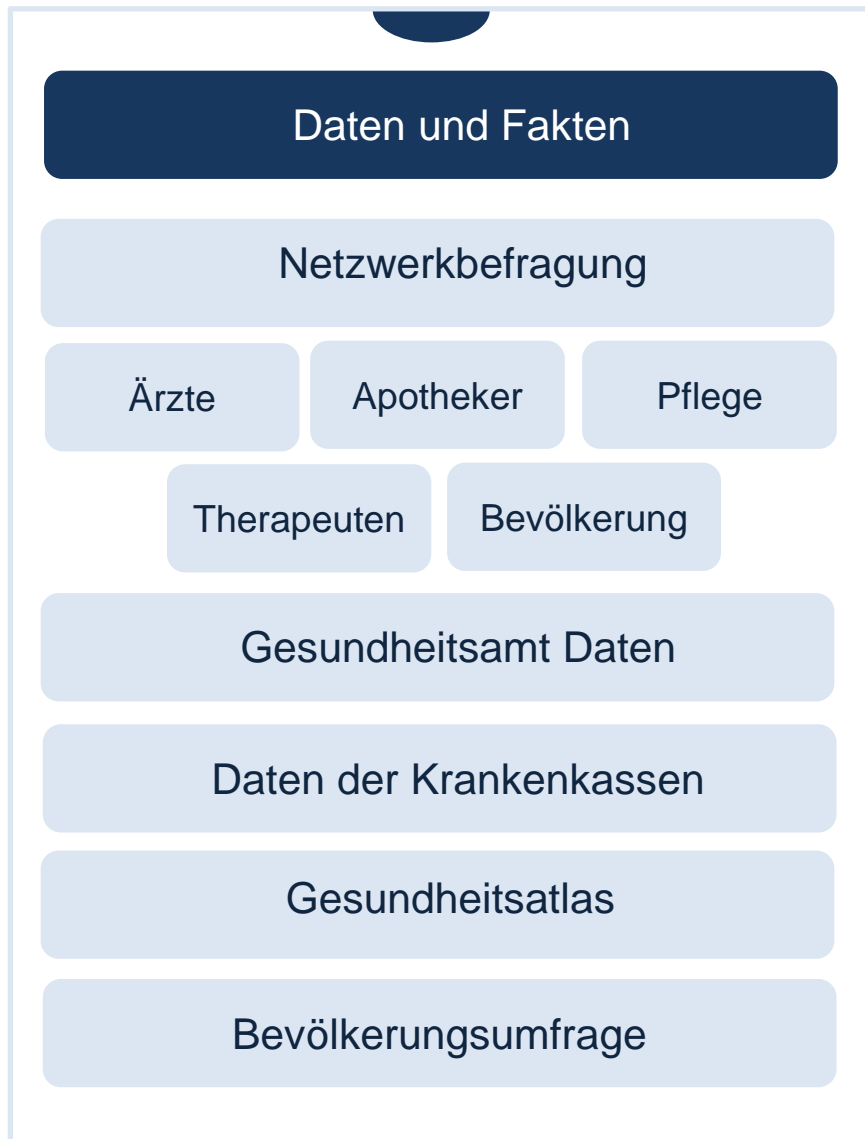 Daten und Fakten
Netzwerkbefragung
Ärzte
Apotheker
Pflege
Therapeuten
Bevölkerung
Gesundheitsamt Daten
Daten der Krankenkassen
Gesundheitsatlas
Bevölkerungsumfrage